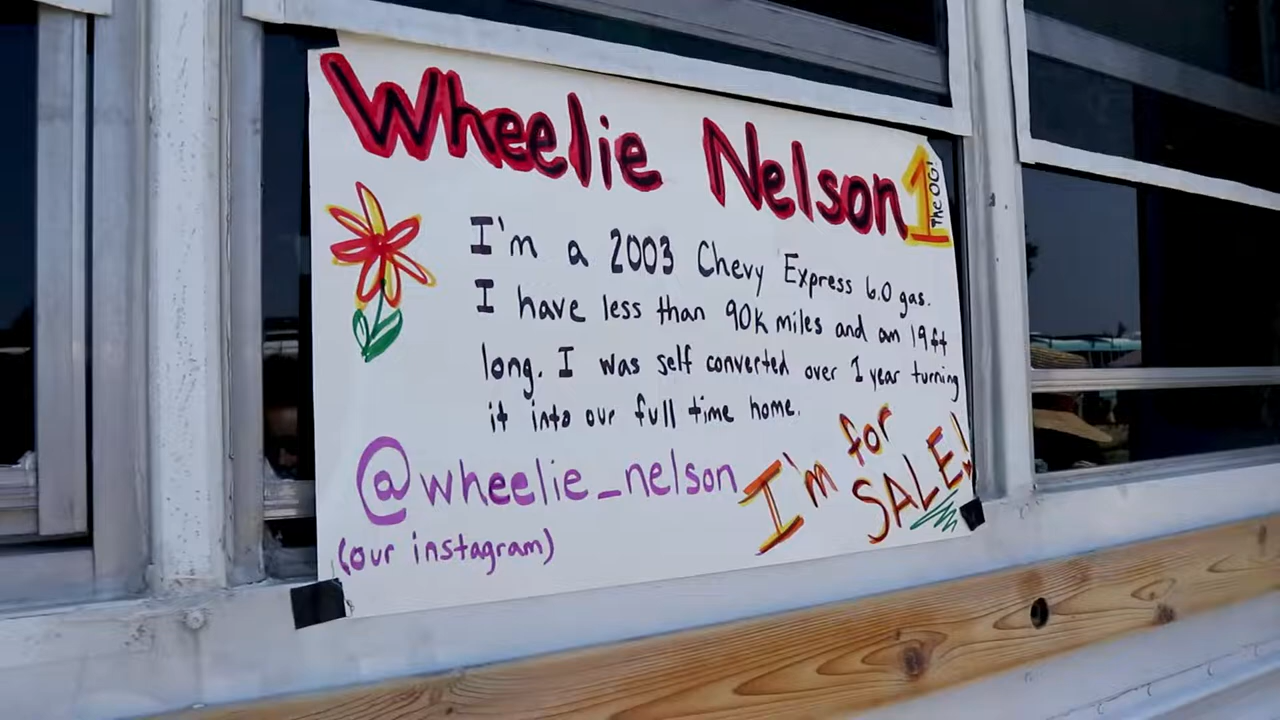 Wheelie Nelson 1
The OG!
I'm a 2003 Chevy Express 6.0 gas.
I have less than 90K miles and am 19ft
long. I was self converted over 1 year turning
it into our full time home.
@wheelie_nelson
(our instagram)
I'm for
SALE!